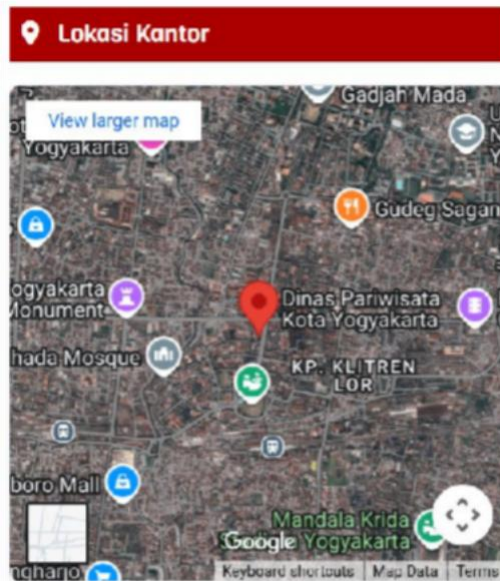 Lokasi Kantor
Gadjah Mada
View larger map
Yogyakarta
Gudeg Sagan
ogyakarta
Monument
Dinas Pariwisata
Kota Yogyakarta
hada Mosque
KP. KLITREN
LOR
boro Mall
Mandala Krida
Google
Yogyakarta
ngharjo
Keyboard shortcuts
Map Data
Terms